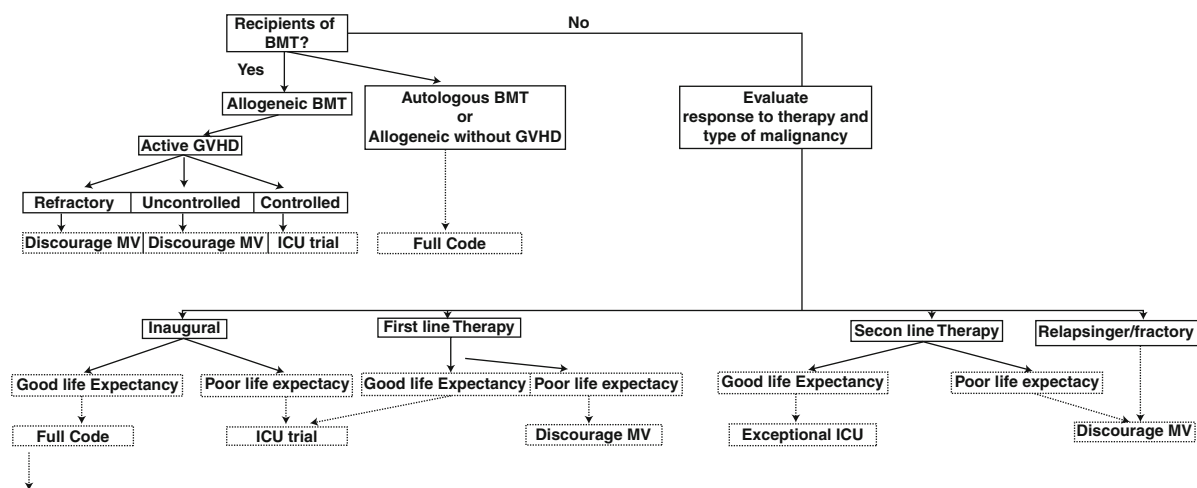 Recipients of
BMT?
No
Yes
Allogeneic BMT
Autologous BMT
or
Allogeneic without GVHD
Evaluate
response to therapy and
type of malignancy
Active GVHD
Refractory
Uncontrolled
Controlled
Discourage MV
Discourage MV
ICU trial
Full Code
Inaugural
First line Therapy
Secon line Therapy
Relapsinger/fractory
Good life Expectancy
Poor life expectacy
Good life Expectancy
Poor life expectacy
Good life Expectancy
Poor life expectacy
Full Code
ICU trial
Discourage MV
Exceptional ICU
Discourage MV